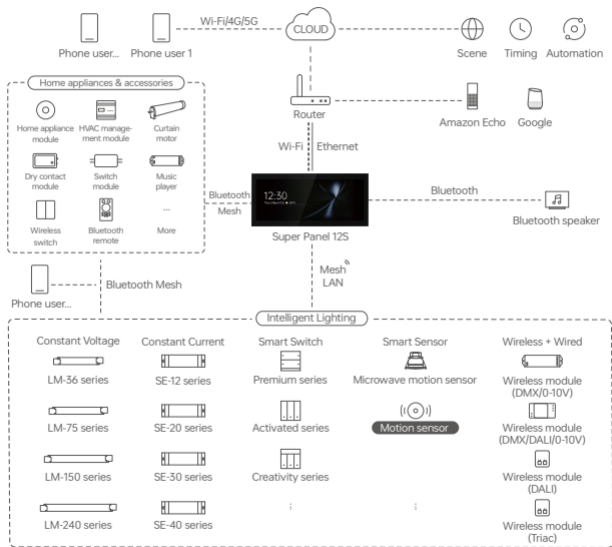 Wi-Fi/4G/5G
CLOUD
Phone user...
Phone user 1
Scene
Timing
Automation
Home appliances & accessories
Home appliance
module
HVAC manage-
ment module
Curtain
motor
Dry contact
module
Switch
module
Music
player
Wireless
switch
Bluetooth
remote
...
More
Router
Amazon Echo
Google
Wi-Fi
Ethernet
Bluetooth
Mesh
12:30
Super Panel 12S
Bluetooth
Bluetooth speaker
Phone user...
Bluetooth Mesh
Mesh
LAN
Intelligent Lighting
Constant Voltage
Constant Current
Smart Switch
Smart Sensor
Wireless + Wired
LM-36 series
SE-12 series
Premium series
Microwave motion sensor
Wireless module
(DMX/0-10V)
LM-75 series
SE-20 series
Activated series
Motion sensor
Wireless module
(DMX/DALI/0-10V)
LM-150 series
SE-30 series
Creativity series
Wireless module
(DALI)
LM-240 series
SE-40 series
Wireless module
(Triac)